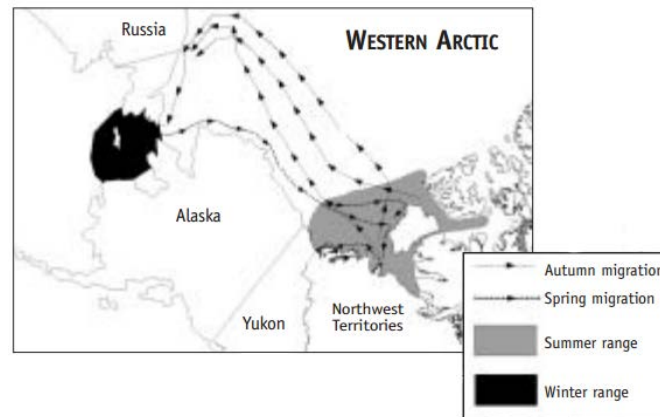 Russia
WESTERN ARCTIC
Alaska
Yukon
Northwest
Territories
Autumn migration
Spring migration
Summer range
Winter range